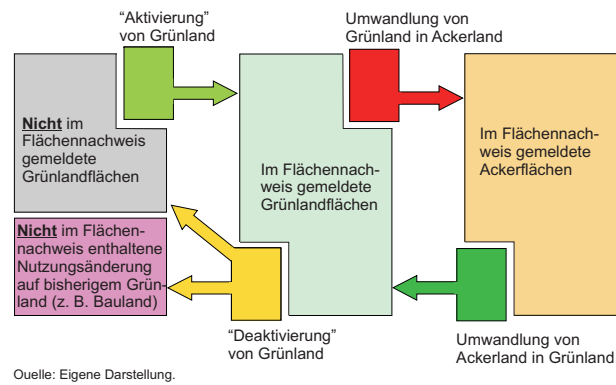 “Aktivierung”
von Grünland
Umwandlung von
Grünland in Ackerland
Nicht im
Flächennachweis
gemeldete
Grünlandflächen
Im Flächennach-
weis gemeldete
Grünlandflächen
Im Flächennach-
weis gemeldete
Ackerflächen
Nicht im Flächen-
nachweis enthaltene
Nutzungsänderung
auf bisherigem Grün-
land (z. B. Bauland)
“Deaktivierung”
von Grünland
Umwandlung von
Ackerland in Grünland
Ouelle: Eigene Darstellung.